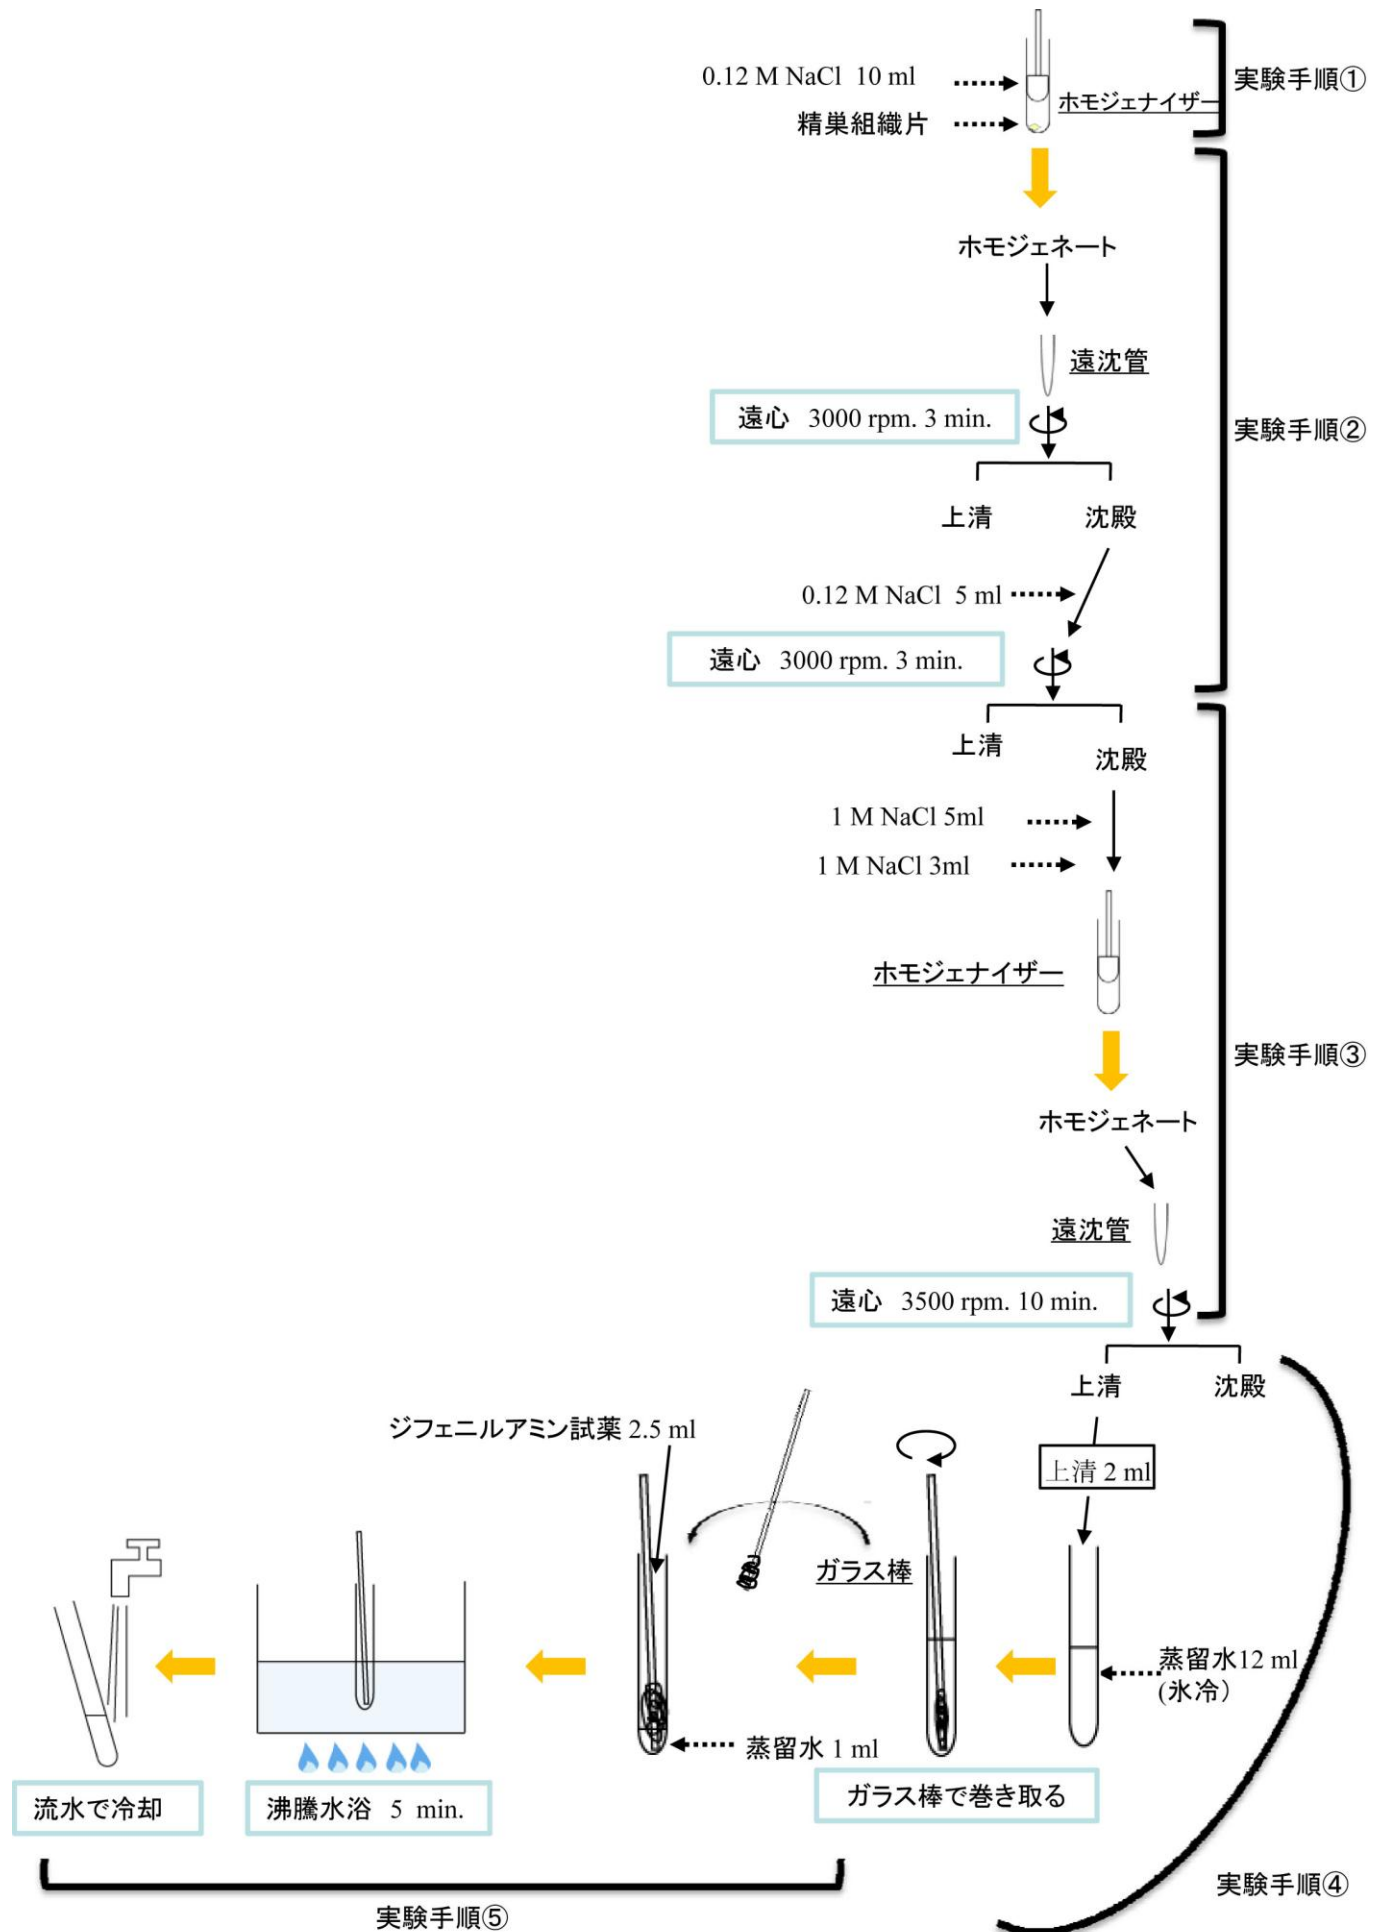 0.12 M NaCl 10 ml
ホモジェナイザー
精巣組織片
実験手順①
ホモジェネート
遠沈管
遠心 3000 rpm. 3 min.
実験手順②
上清
沈殿
0.12 M NaCl 5 ml
遠心 3000 rpm. 3 min.
上清
沈殿
1 M NaCl 5ml
1 M NaCl 3ml
ホモジェナイザー
実験手順③
ホモジェネート
遠沈管
遠心 3500 rpm. 10 min.
上清
沈殿
上清 2 ml
蒸留水12 ml
(氷冷)
ガラス棒
ガラス棒で巻き取る
実験手順④
ジフェニルアミン試薬 2.5 ml
蒸留水 1 ml
沸騰水浴 5 min.
流水で冷却
実験手順⑤